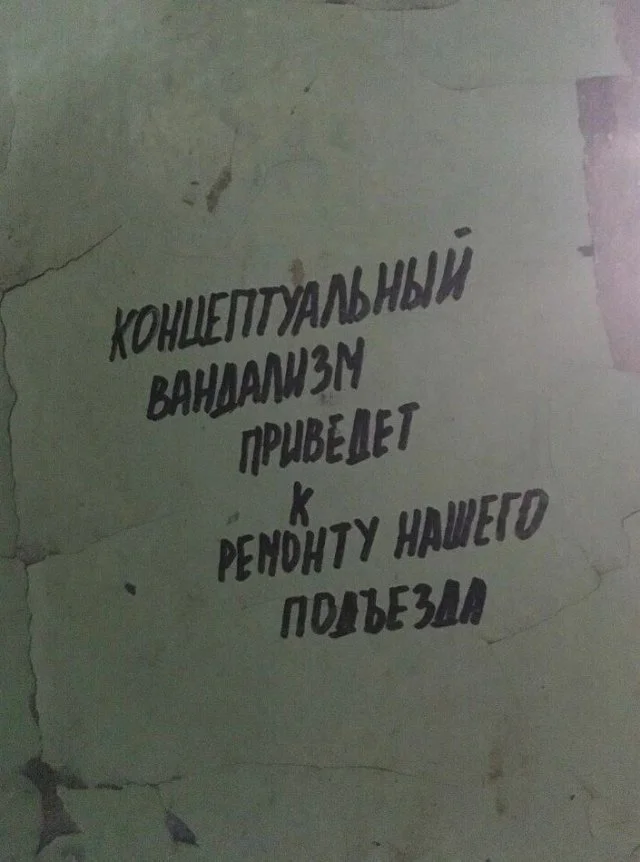 КОНЦЕПТУАЛЬНЫЙ
ВАНДАЛИЗМ
ПРИВЕДЕТ
К
РЕМОНТУ НАШЕГО
ПОДЪЕЗДА